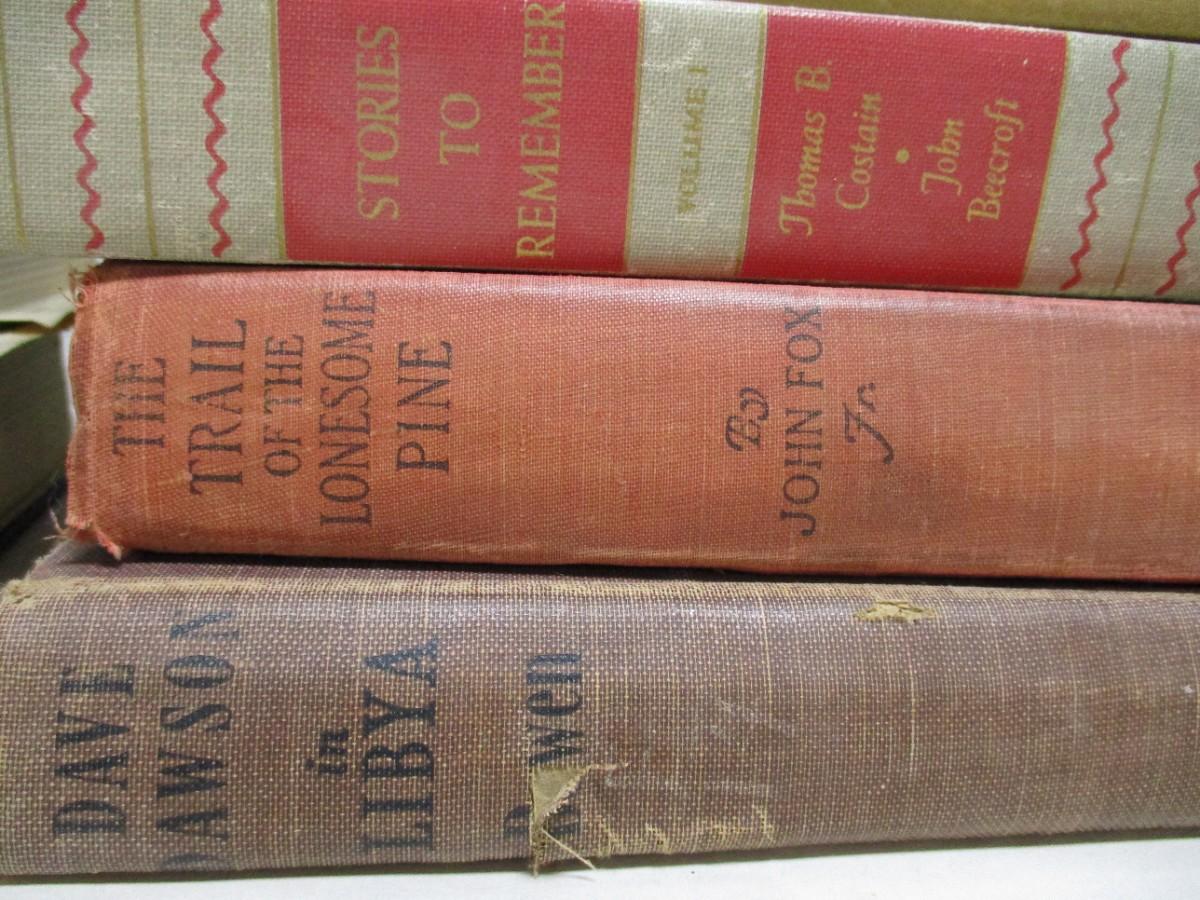 STORIES
TO
REMEMBER
VOLUME I
Thomas B.
Costain
•
John
Beecroft
THE
TRAIL
OF THE
LONESOME
PINE
By
JOHN FOX
Jr.
DAVE
DAWSON
in
LIBYA
Bowen